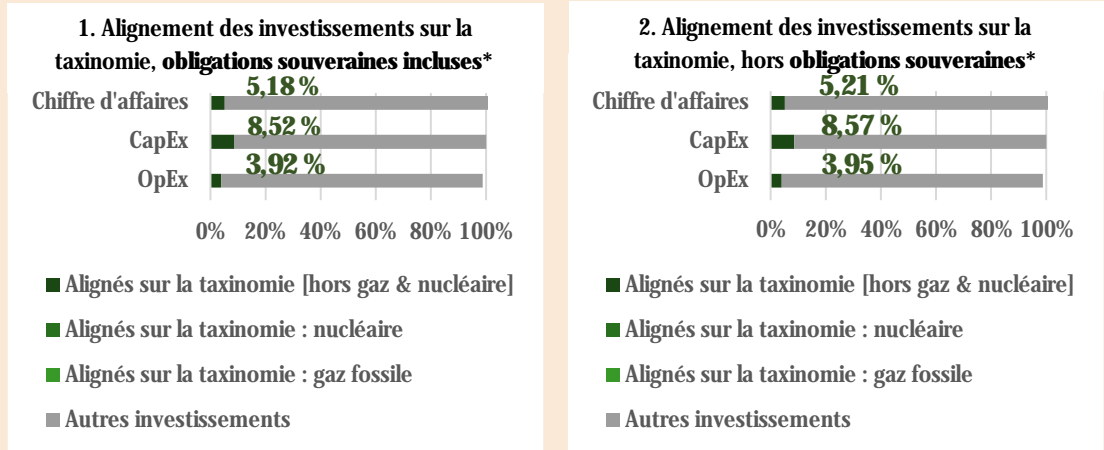 1. Alignement des investissements sur la
taxinomie, obligations souveraines incluses*
Chiffre d'affaires
5,18 %
CapEx
8,52 %
OpEx
3,92 %
0% 20% 40% 60% 80% 100%
Alignés sur la taxinomie [hors gaz & nucléaire]
Alignés sur la taxinomie : nucléaire
Alignés sur la taxinomie : gaz fossile
Autres investissements
2. Alignement des investissements sur la
taxinomie, hors obligations souveraines*
Chiffre d'affaires
5,21 %
CapEx
8,57 %
OpEx
3,95 %
0% 20% 40% 60% 80% 100%
Alignés sur la taxinomie [hors gaz & nucléaire]
Alignés sur la taxinomie : nucléaire
Alignés sur la taxinomie : gaz fossile
Autres investissements